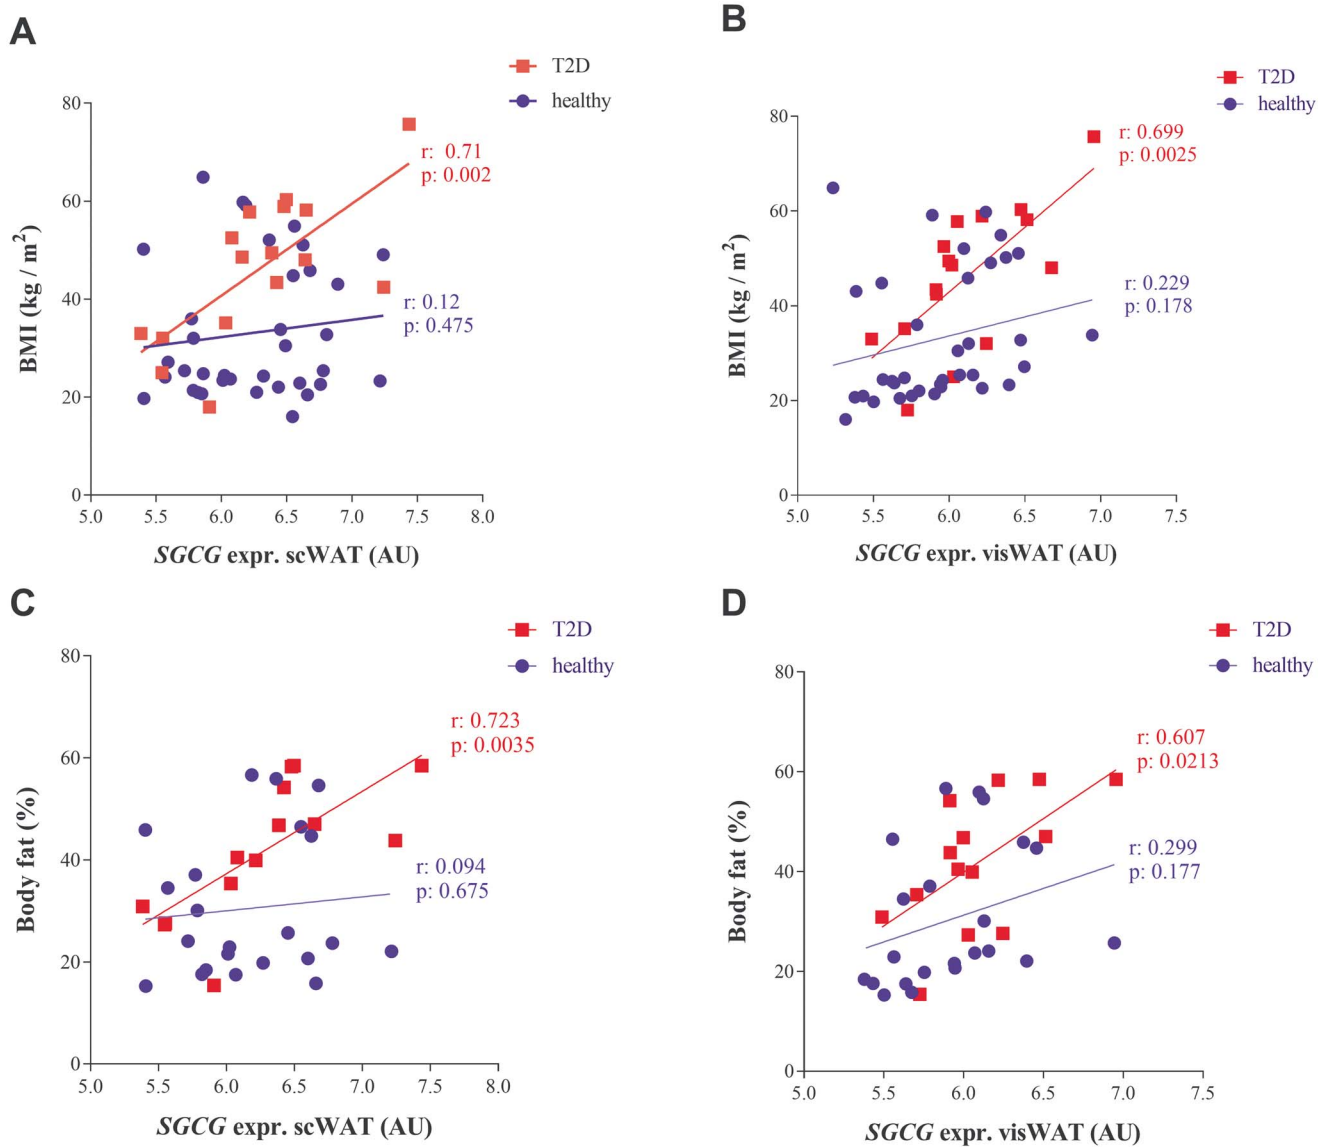 A
T2D
healthy
80
60
40
20
0
BMI (kg / m²)
r: 0.71
p: 0.002
r: 0.12
p: 0.475
5.0 5.5 6.0 6.5 7.0 7.5 8.0
SGCG expr. scWAT (AU)
B
T2D
healthy
80
60
40
20
0
BMI (kg / m²)
r: 0.699
p: 0.0025
r: 0.229
p: 0.178
5.0 5.5 6.0 6.5 7.0 7.5
SGCG expr. visWAT (AU)
C
T2D
healthy
80
60
40
20
0
Body fat (%)
r: 0.723
p: 0.0035
r: 0.094
p: 0.675
5.0 5.5 6.0 6.5 7.0 7.5 8.0
SGCG expr. scWAT (AU)
D
T2D
healthy
80
60
40
20
0
Body fat (%)
r: 0.607
p: 0.0213
r: 0.299
p: 0.177
5.0 5.5 6.0 6.5 7.0 7.5
SGCG expr. visWAT (AU)